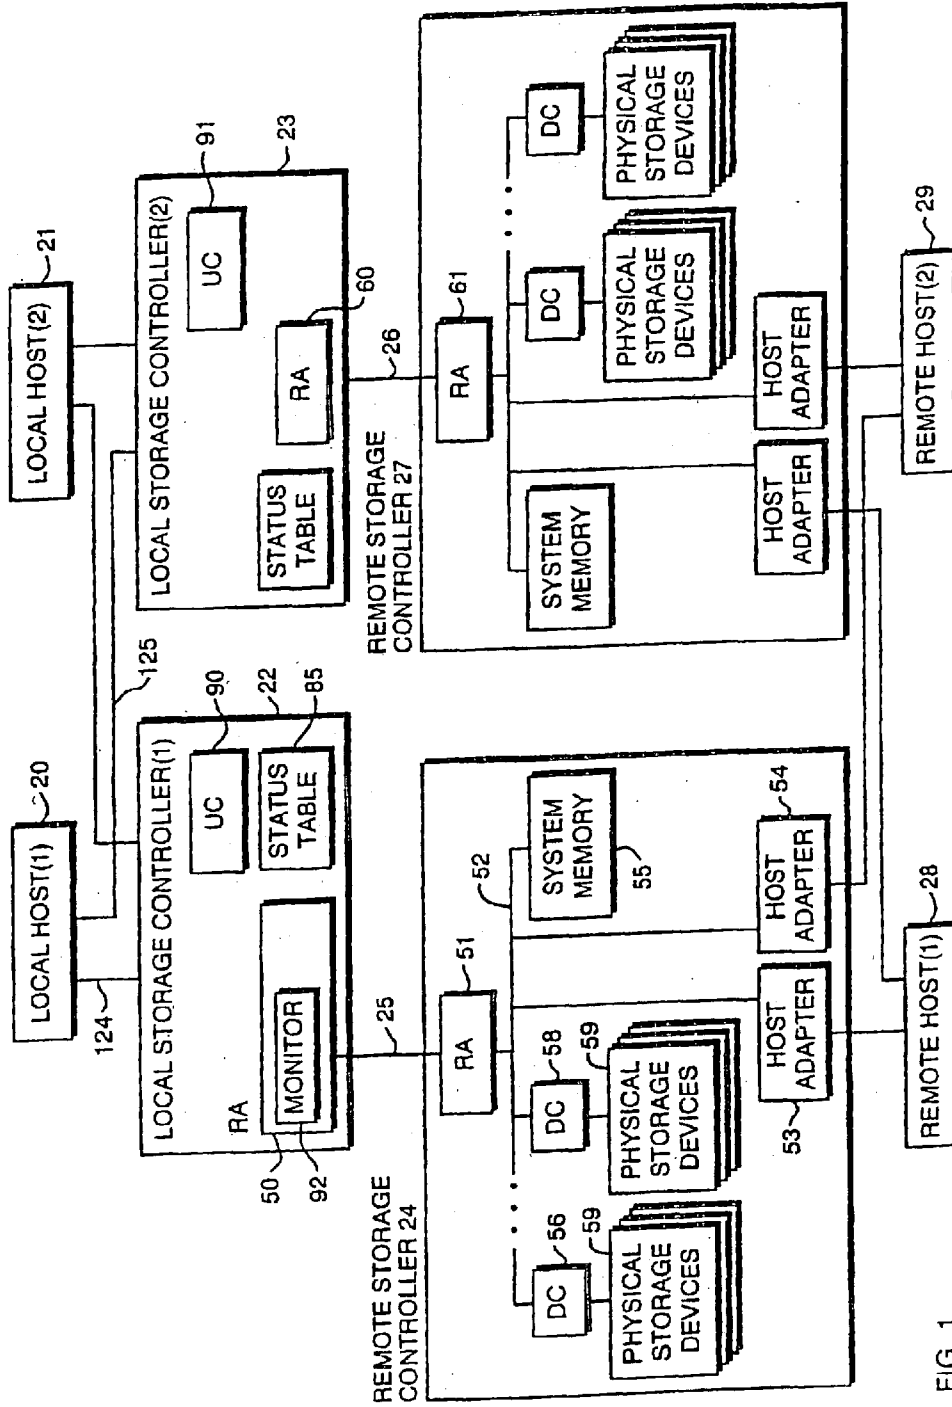 LOCAL HOST(1)
20
LOCAL HOST(2)
21
124
125
LOCAL STORAGE CONTROLLER(1)
22
UC
90
STATUS
TABLE
85
RA
MONITOR
50
92
LOCAL STORAGE CONTROLLER(2)
23
UC
91
STATUS
TABLE
RA
60
25
26
REMOTE STORAGE
CONTROLLER 24
RA
51
52
DC
56
DC
58
PHYSICAL
STORAGE
DEVICES
59
PHYSICAL
STORAGE
DEVICES
59
SYSTEM
MEMORY
55
HOST
ADAPTER
53
HOST
ADAPTER
54
REMOTE STORAGE
CONTROLLER 27
RA
61
SYSTEM
MEMORY
DC
DC
PHYSICAL
STORAGE
DEVICES
PHYSICAL
STORAGE
DEVICES
HOST
ADAPTER
HOST
ADAPTER
REMOTE HOST(1)
28
REMOTE HOST(2)
29
FIG. 1